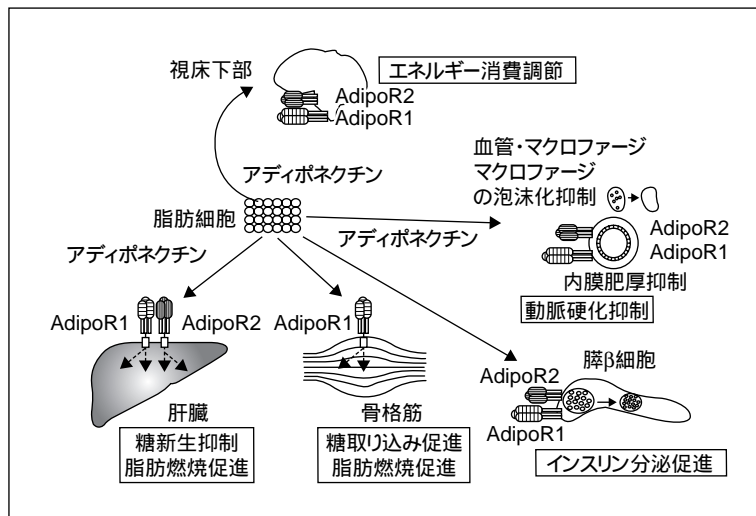 視床下部
エネルギー消費調節
AdipoR2
AdipoR1
アディポネクチン
脂肪細胞
血管・マクロファージ
マクロファージ
の泡沫化抑制
アディポネクチン
AdipoR2
AdipoR1
内膜肥厚抑制
動脈硬化抑制
アディポネクチン
AdipoR1
AdipoR2
肝臓
糖新生抑制
脂肪燃焼促進
AdipoR1
骨格筋
糖取り込み促進
脂肪燃焼促進
膵β細胞
AdipoR2
AdipoR1
インスリン分泌促進